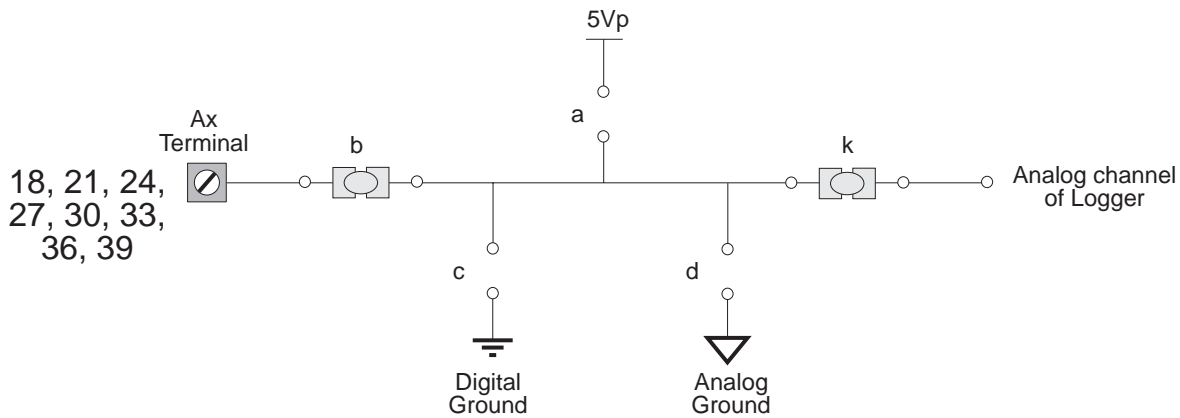 5Vp
a
Ax
Terminal
b
k
18, 21, 24,
27, 30, 33,
36, 39
Analog channel
of Logger
c
d
Digital
Ground
Analog
Ground